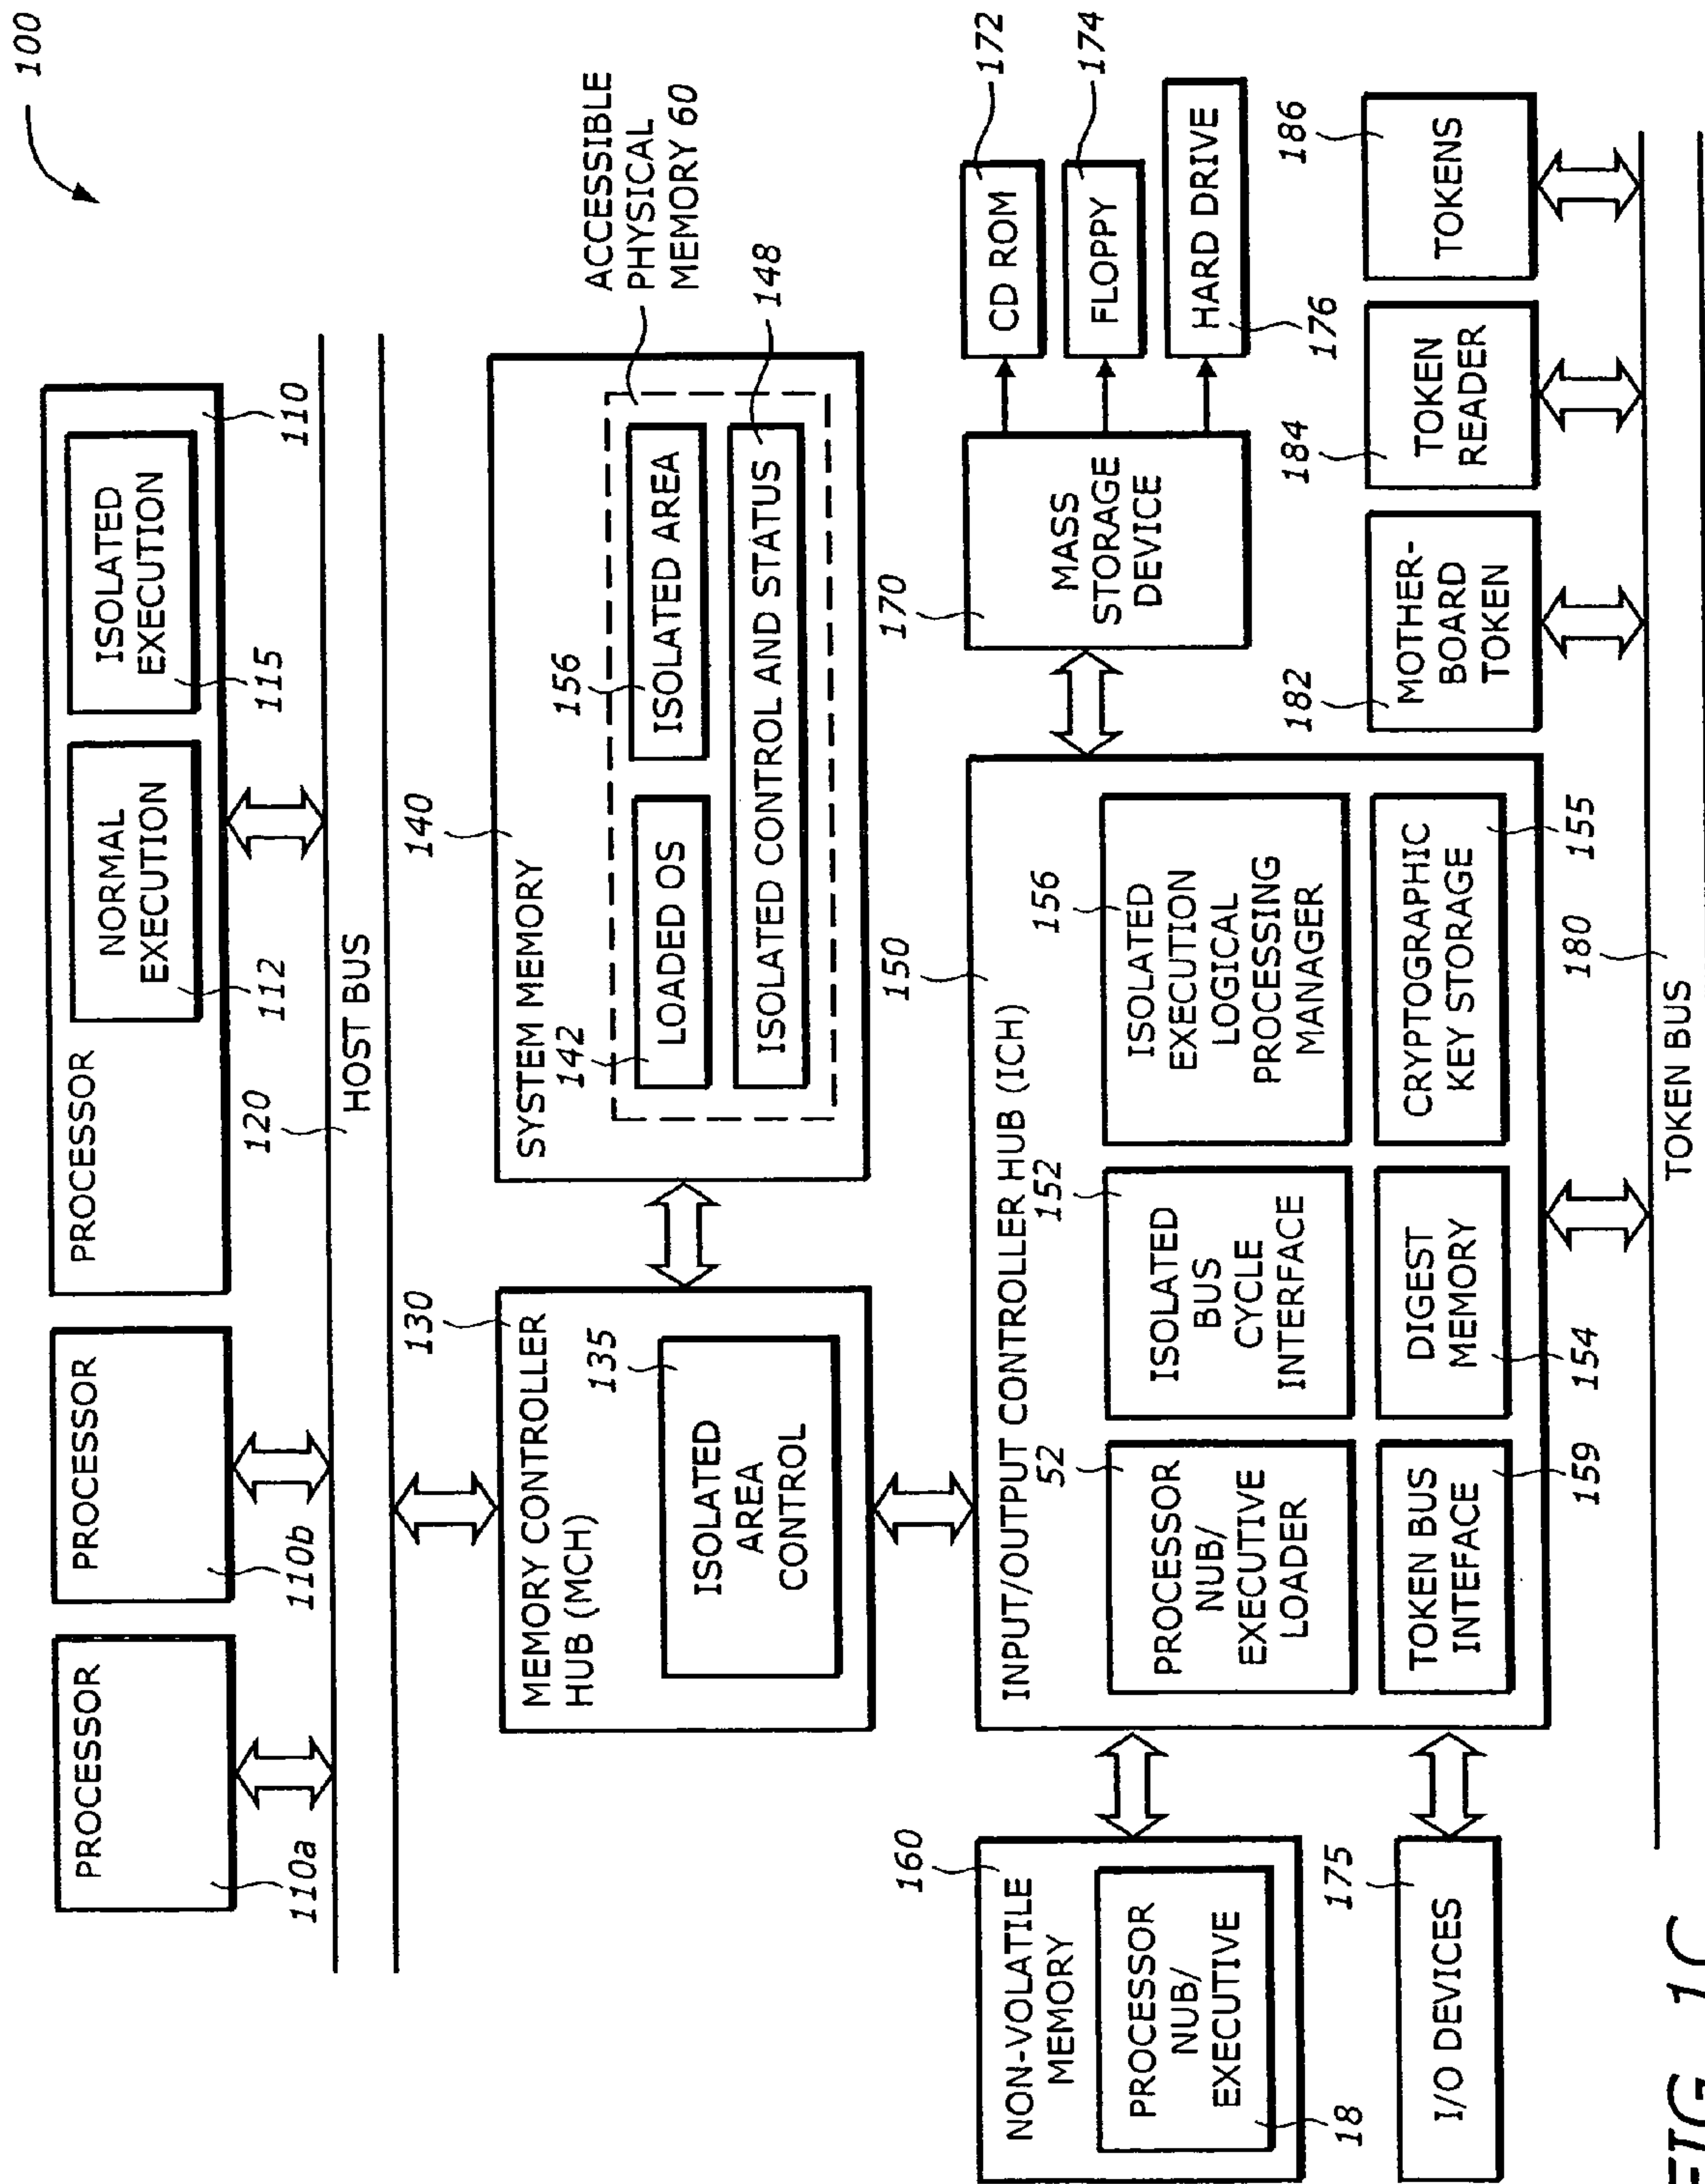 100
PROCESSOR
110a
PROCESSOR
110b
PROCESSOR
NORMAL
EXECUTION
112
ISOLATED
EXECUTION
115
110
120
HOST BUS
130
MEMORY CONTROLLER
HUB (MCH)
135
ISOLATED
AREA
CONTROL
140
SYSTEM MEMORY
142
LOADED OS
156
ISOLATED AREA
ISOLATED CONTROL AND STATUS
148
ACCESSIBLE
PHYSICAL
MEMORY 60
150
INPUT/OUTPUT CONTROLLER HUB (ICH)
52
PROCESSOR
NUB/
EXECUTIVE
LOADER
152
ISOLATED
BUS
CYCLE
INTERFACE
156
ISOLATED
EXECUTION
LOGICAL
PROCESSING
MANAGER
TOKEN BUS
INTEFACE
159
DIGEST
MEMORY
154
CRYPTOGRAPHIC
KEY STORAGE
155
160
NON-VOLATILE
MEMORY
PROCESSOR
NUB/
EXECUTIVE
18
175
I/O DEVICES
170
MASS
STORAGE
DEVICE
CD ROM
172
FLOPPY
174
HARD DRIVE
176
182
MOTHER-
BOARD
TOKEN
184
TOKEN
READER
186
TOKENS
180
TOKEN BUS
FIG. 1C